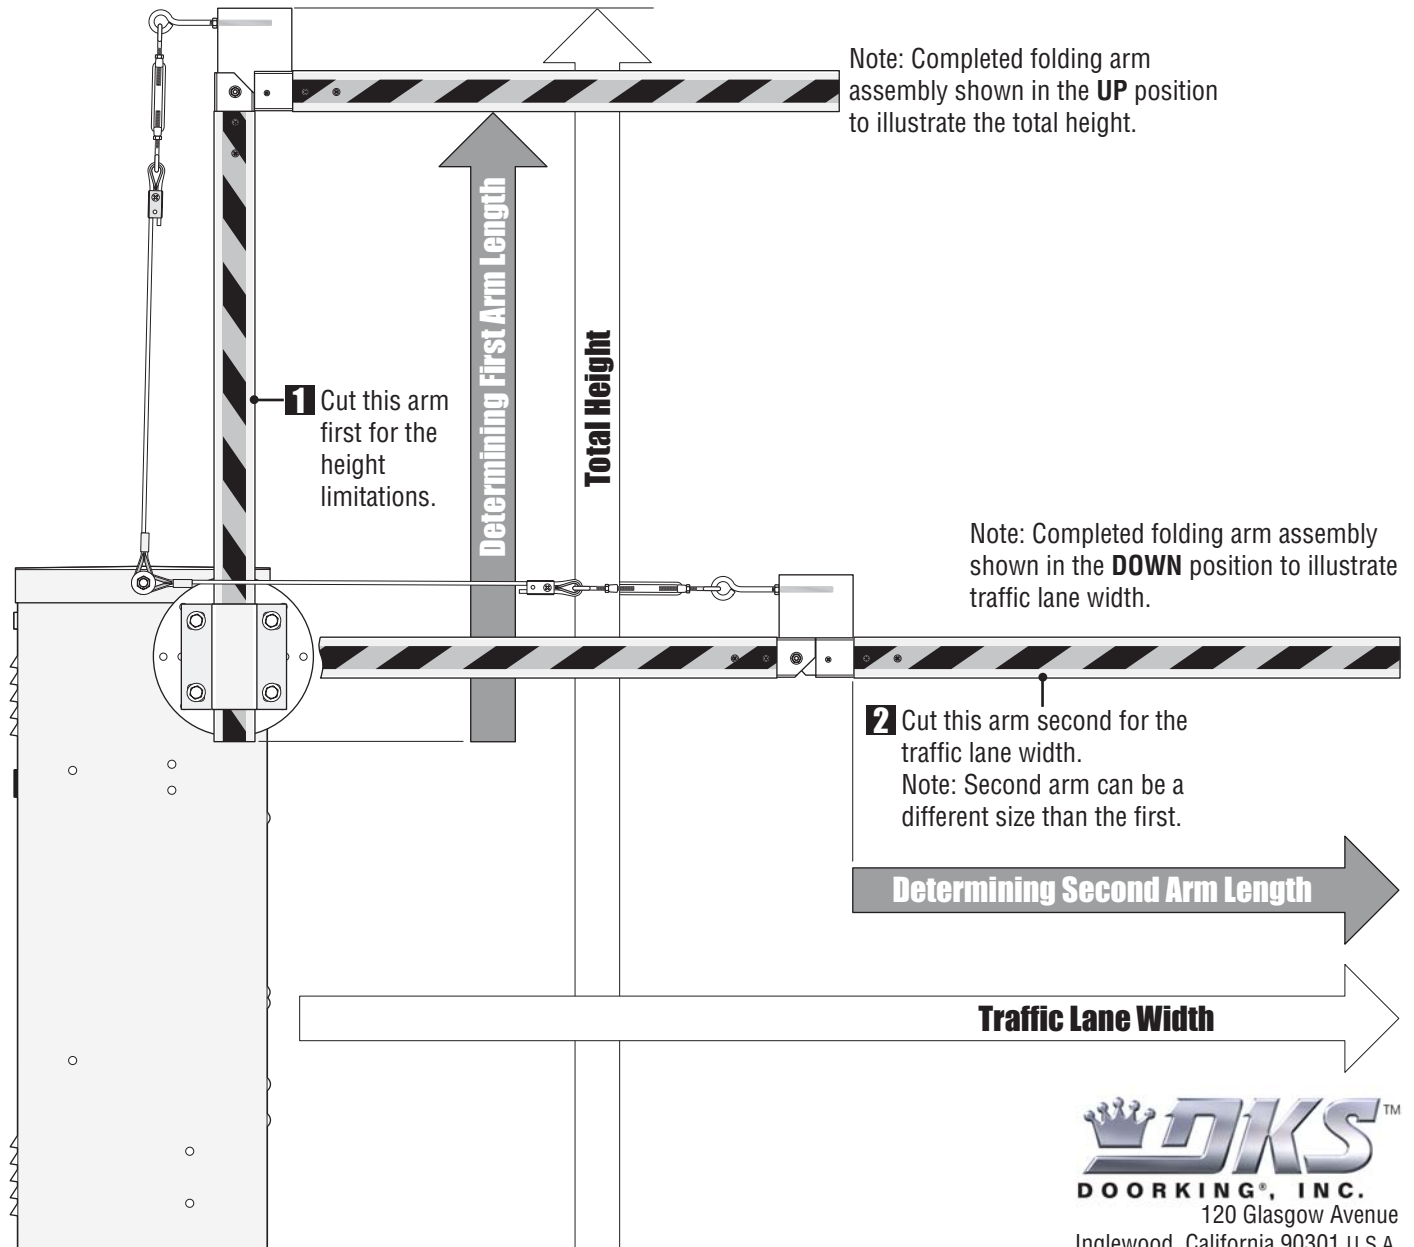 Note: Completed folding arm
assembly shown in the UP position
to illustrate the total height.
Determining First Arm Length
Total Height
1 Cut this arm
first for the
height
limitations.
Note: Completed folding arm assembly
shown in the DOWN position to illustrate
traffic lane width.
2 Cut this arm second for the
traffic lane width.
Note: Second arm can be a
different size than the first.
Determining Second Arm Length
Traffic Lane Width
DKS™
DOORKING®, INC.
120 Glasgow Avenue
Inglewood, California 90301 U.S.A.